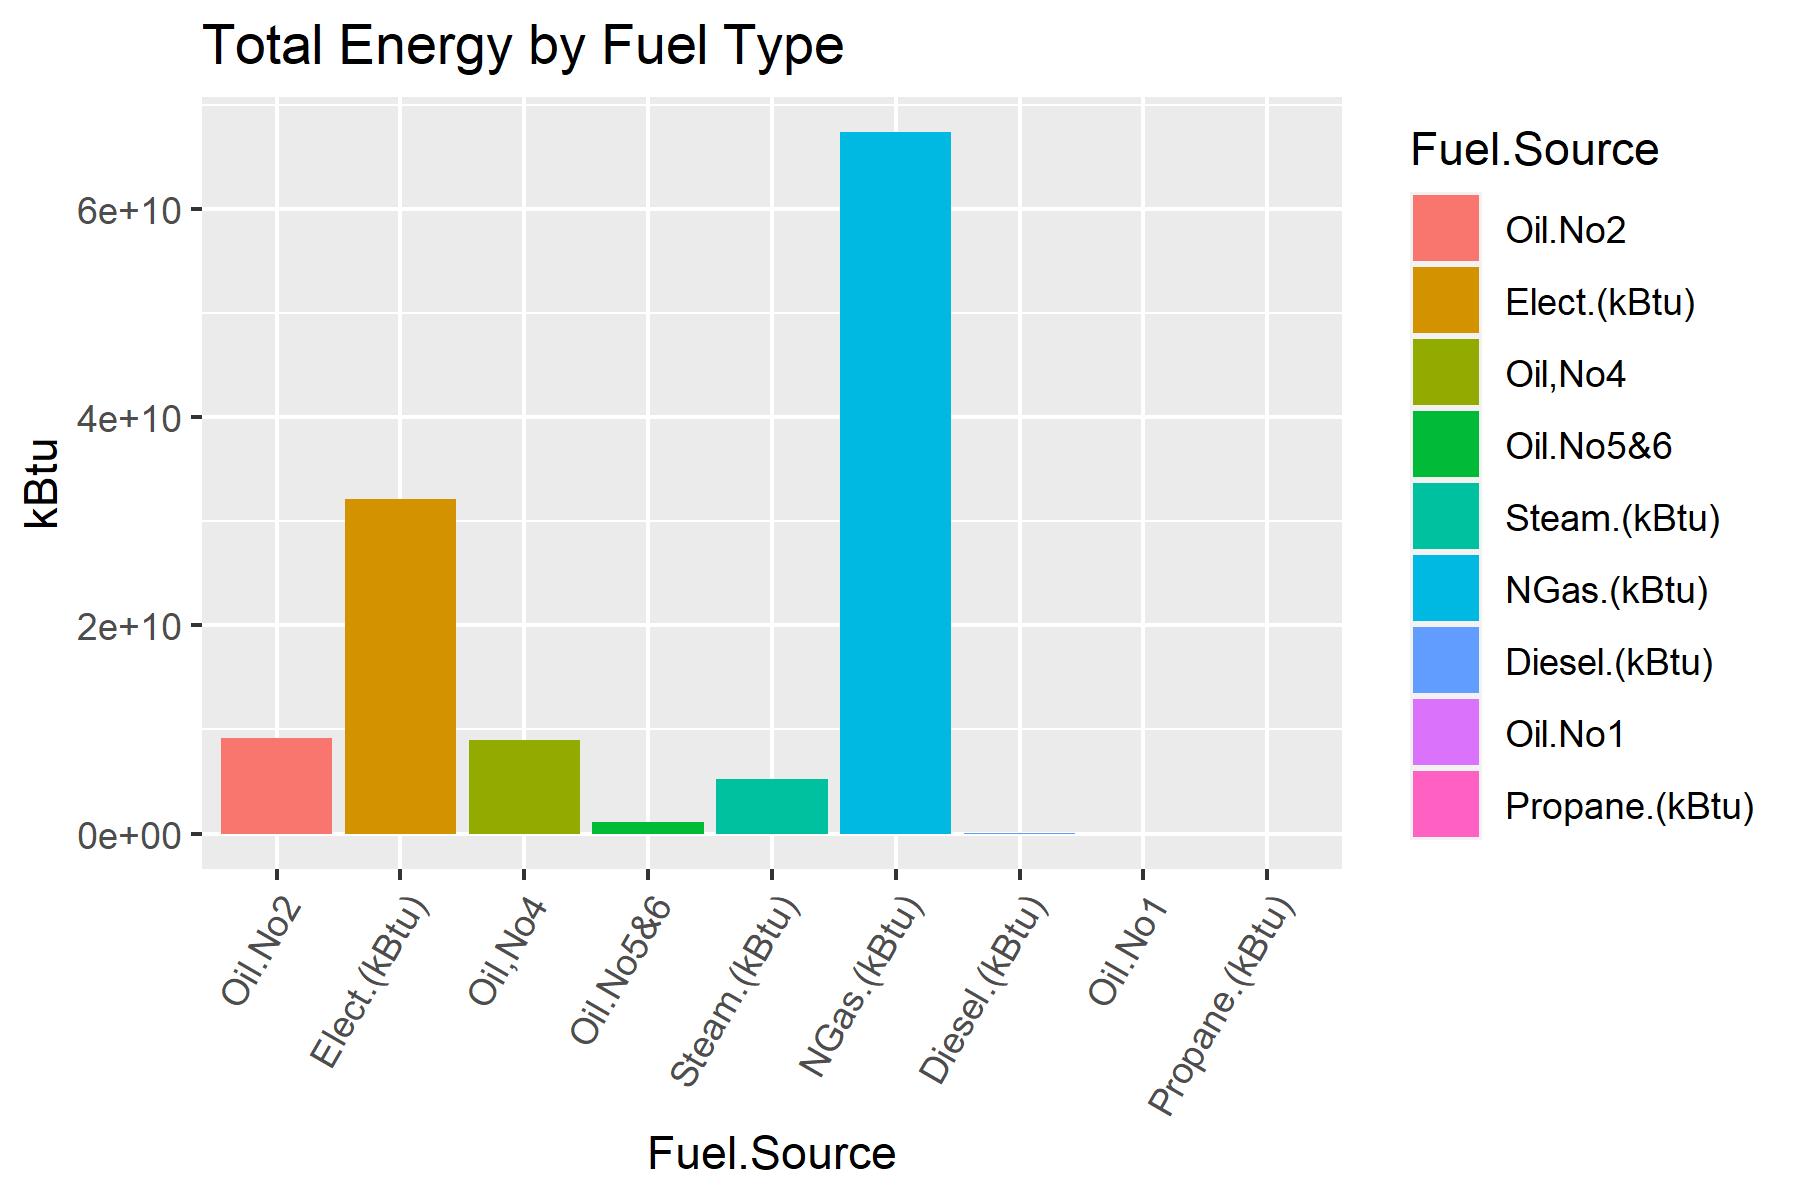 Total Energy by Fuel Type
kBtu
6e+10
4e+10
2e+10
0e+00
Oil.No2
Elect.(kBtu)
Oil,No4
Oil.No5&6
Steam.(kBtu)
NGas.(kBtu)
Diesel.(kBtu)
Oil.No1
Propane.(kBtu)
Fuel.Source
Fuel.Source
Oil.No2
Elect.(kBtu)
Oil,No4
Oil.No5&6
Steam.(kBtu)
NGas.(kBtu)
Diesel.(kBtu)
Oil.No1
Propane.(kBtu)